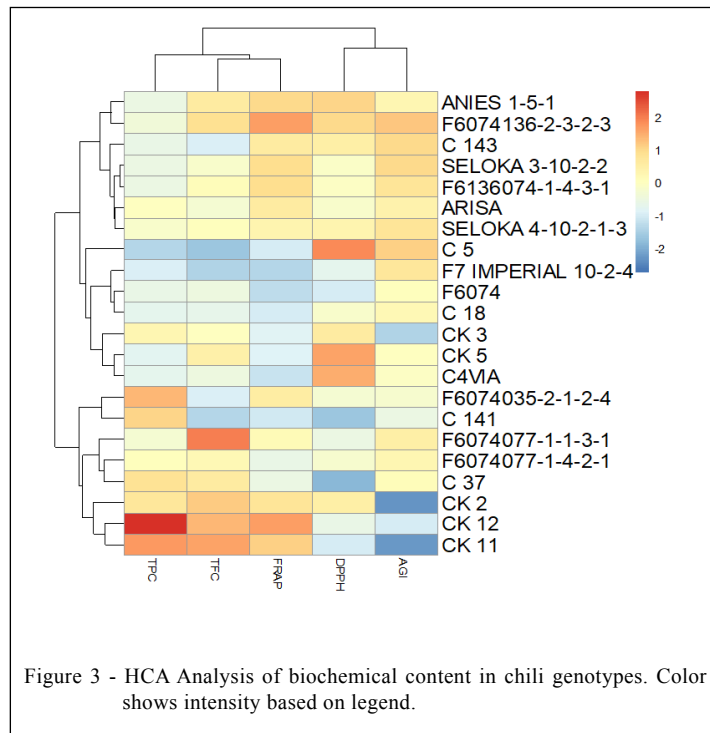 ANIES 1-5-1
F6074136-2-3-2-3
C 143
SELOKA 3-10-2-2
F6136074-1-4-3-1
ARISA
SELOKA 4-10-2-1-3
C 5
F7 IMPERIAL 10-2-4
F6074
C 18
CK 3
CK 5
C4VIA
F6074035-2-1-2-4
C 141
F6074077-1-1-3-1
F6074077-1-4-2-1
C 37
CK 2
CK 12
CK 11
2
1
0
-1
-2
TPC
TFC
FRAP
DPPH
AGI
Figure 3 - HCA Analysis of biochemical content in chili genotypes. Color
shows intensity based on legend.